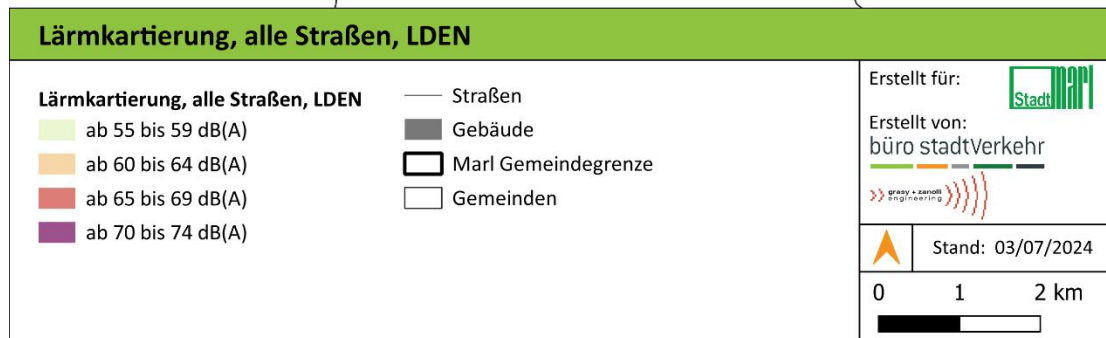 Lärmkartierung, alle Straßen, LDEN
Lärmkartierung, alle Straßen, LDEN
ab 55 bis 59 dB(A)
ab 60 bis 64 dB(A)
ab 65 bis 69 dB(A)
ab 70 bis 74 dB(A)
Straßen
Gebäude
Marl Gemeindegrenze
Gemeinden
Erstellt für:
Stadt marl
Erstellt von:
büro stadtVerkehr
grasy + zanolli
engineering
Stand: 03/07/2024
0 1 2 km